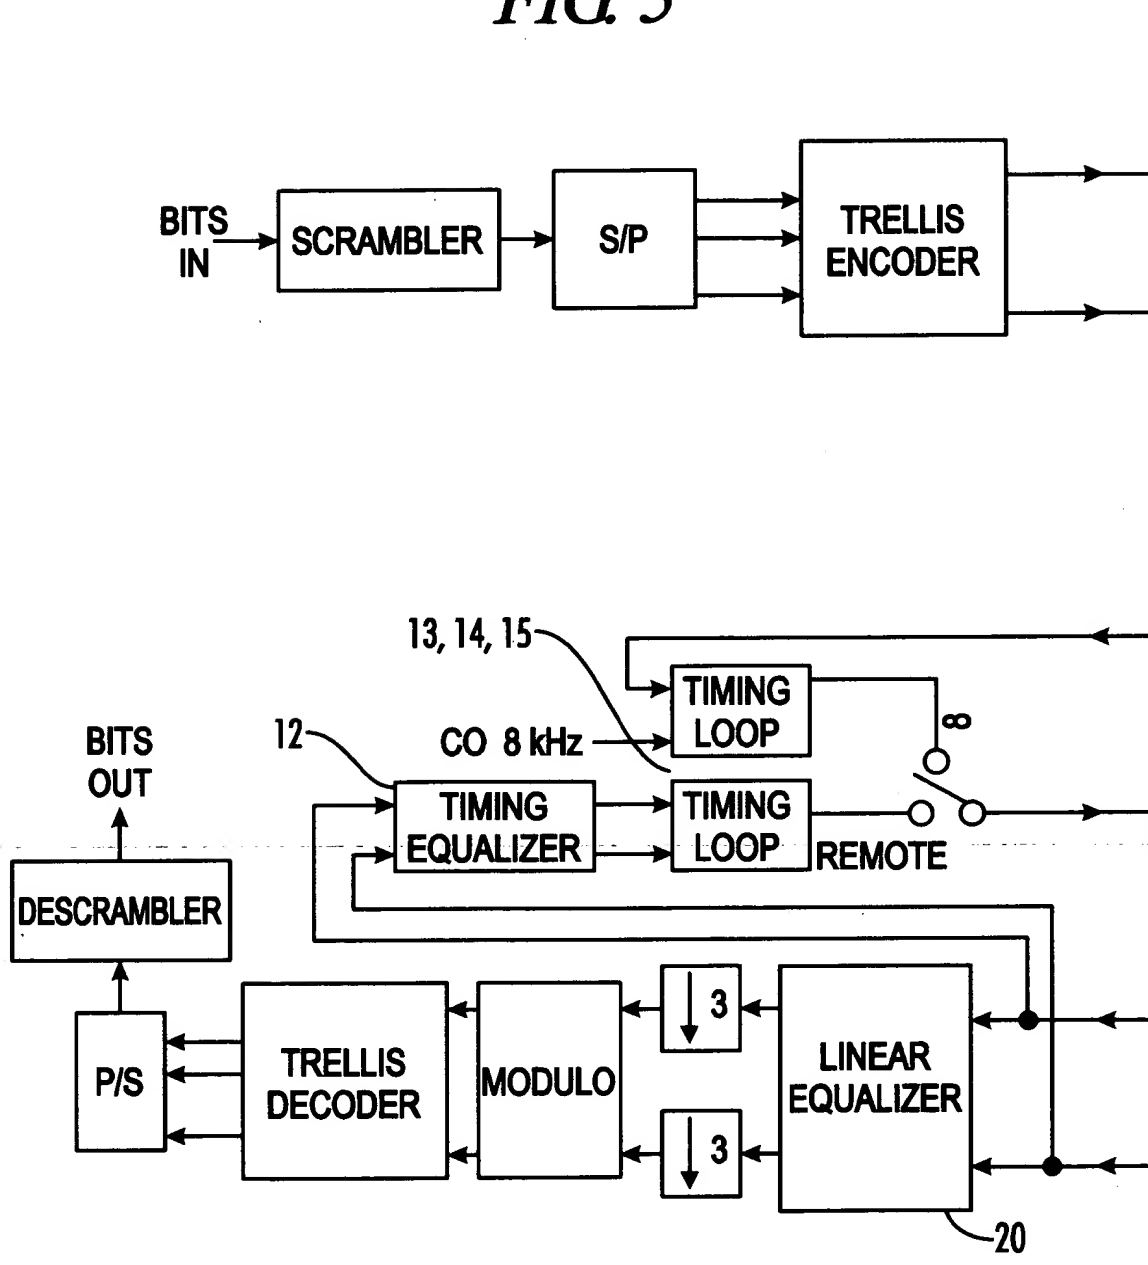 FIG. 5
BITS
IN
SCRAMBLER
S/P
TRELLIS
ENCODER
13, 14, 15
TIMING
LOOP
8
CO 8 kHz
12
TIMING
EQUALIZER
TIMING
LOOP
REMOTE
BITS
OUT
DESCRAMBLER
P/S
TRELLIS
DECODER
MODULO
3
3
LINEAR
EQUALIZER
20